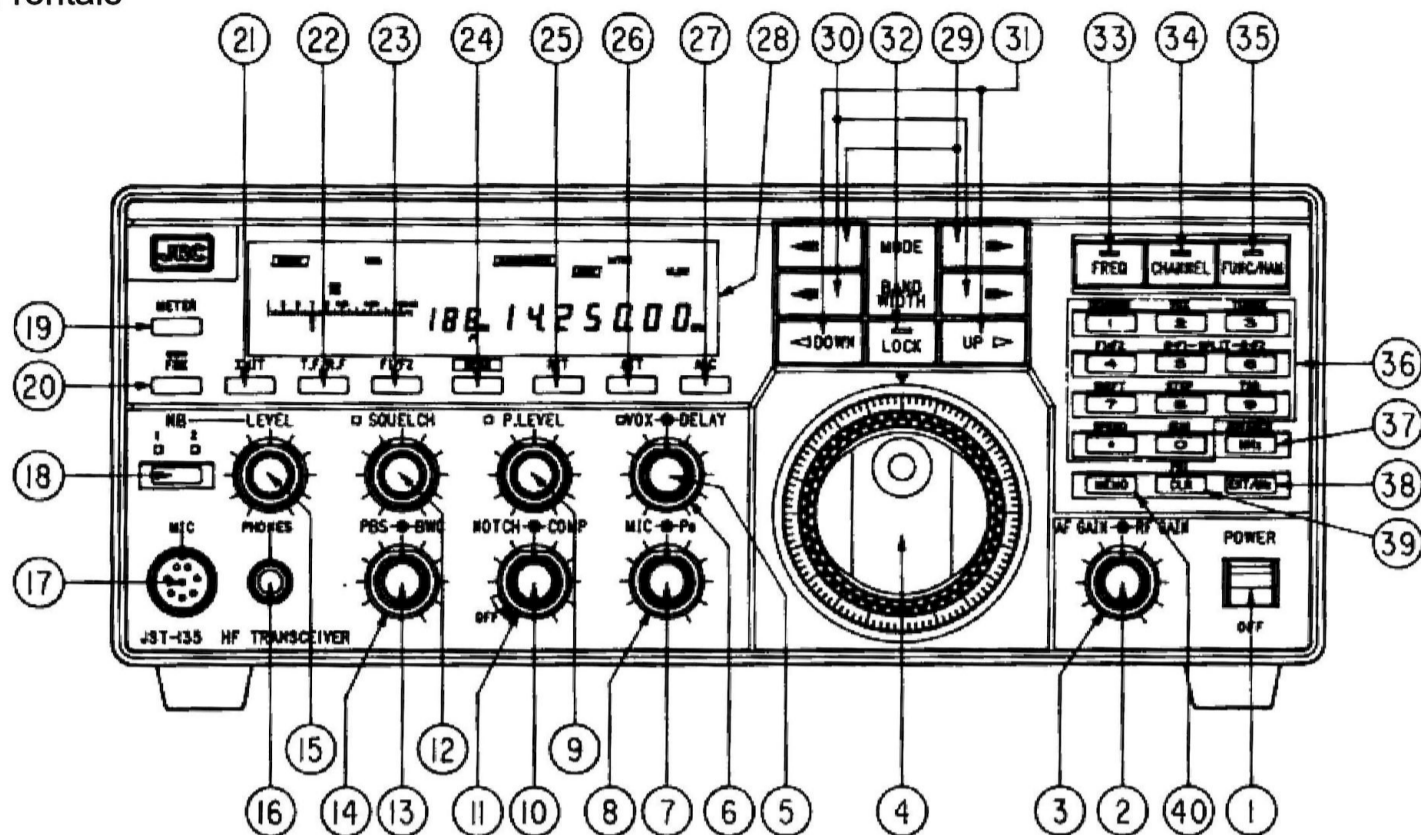 rontale
21 22 23 24 25 26 27 28 30 32 29 31 33 34 35
JRC
MODE
FREQ CHANNEL
BAND WIDTH
19 METER
188 14.250.00
◁DOWN LOCK UP ▷
1 2 3
20
4 5 6 36
7 8 9
NB LEVEL SQUELCH P.LEVEL VOX DELAY
1 2
0 37
18
38
MIC PHONES PBS BWC NOTCH COMP MIC
AF GAIN RF GAIN POWER
39
17
OFF OFF
JST-135 HF TRANSCEIVER
15 12 9
16 14 13 11 10 8 7 6 5 4 3 2 40 1